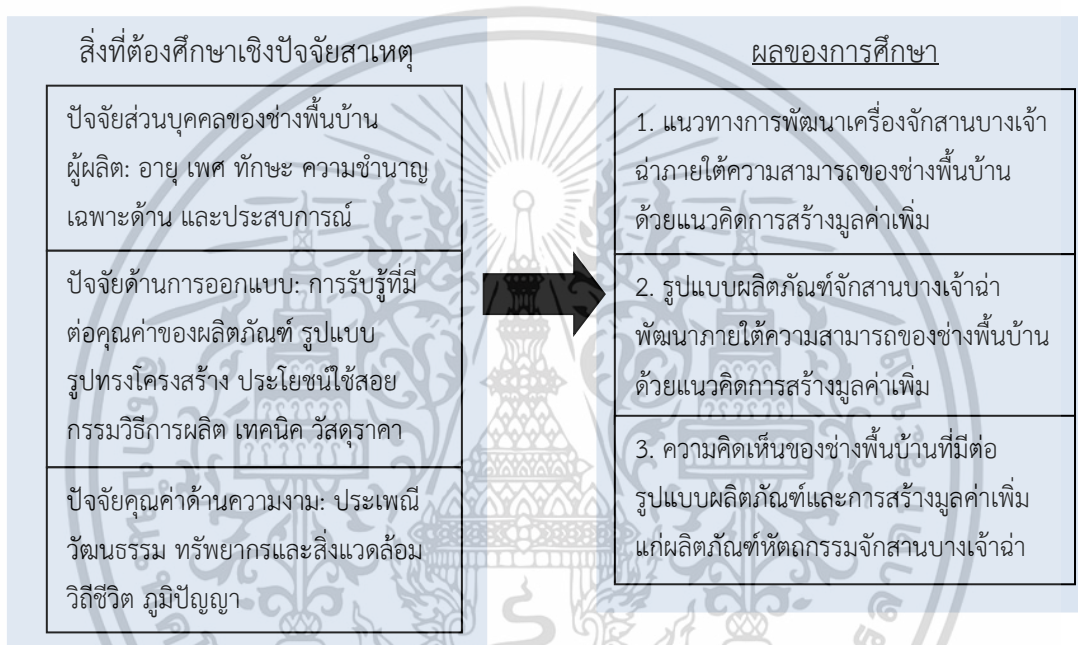 สิ่งที่ต้องศึกษาเชิงปัจจัยสาเหตุ
ปัจจัยส่วนบุคคลของช่างพื้นบ้าน
ผู้ผลิต: อายุ เพศ ทักษะ ความชำนาญ
เฉพาะด้าน และประสบการณ์
ปัจจัยด้านการออกแบบ: การรับรู้ที่มี
ต่อคุณค่าของผลิตภัณฑ์ รูปแบบ
รูปทรงโครงสร้าง ประโยชน์ใช้สอย
กรรมวิธีการผลิต เทคนิค วัสดุราคา
ปัจจัยคุณค่าด้านความงาม: ประเพณี
วัฒนธรรม ทรัพยากรและสิ่งแวดล้อม
วิถีชีวิต ภูมิปัญญา
ผลของการศึกษา
1. แนวทางการพัฒนาเครื่องจักสานบางเจ้า
ฉ่าภายใต้ความสามารถของช่างพื้นบ้าน
ด้วยแนวคิดการสร้างมูลค่าเพิ่ม
2. รูปแบบผลิตภัณฑ์จักสานบางเจ้าฉ่า
พัฒนาภายใต้ความสามารถของช่างพื้นบ้าน
ด้วยแนวคิดการสร้างมูลค่าเพิ่ม
3. ความคิดเห็นของช่างพื้นบ้านที่มีต่อ
รูปแบบผลิตภัณฑ์และการสร้างมูลค่าเพิ่ม
แก่ผลิตภัณฑ์หัตถกรรมจักสานบางเจ้าฉ่า